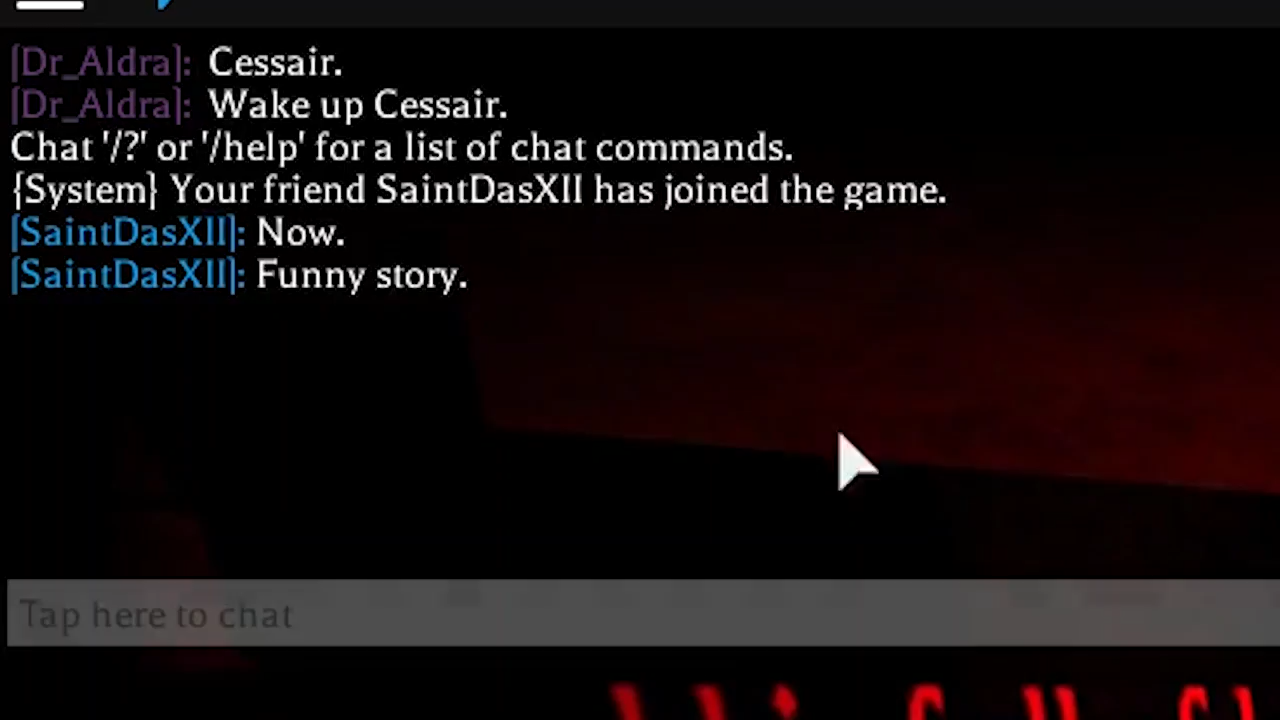 [Dr_Aldra]: Cessair.
[Dr_Aldra]: Wake up Cessair.
Chat '/?' or '/help' for a list of chat commands.
{System} Your friend SaintDasXII has joined the game.
[SaintDasXII]: Now.
[SaintDasXII]: Funny story.
Tap here to chat